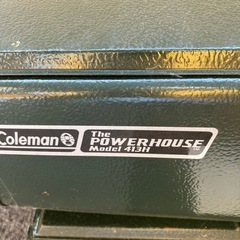 Coleman
The
POWERHOUSE
Model 413H